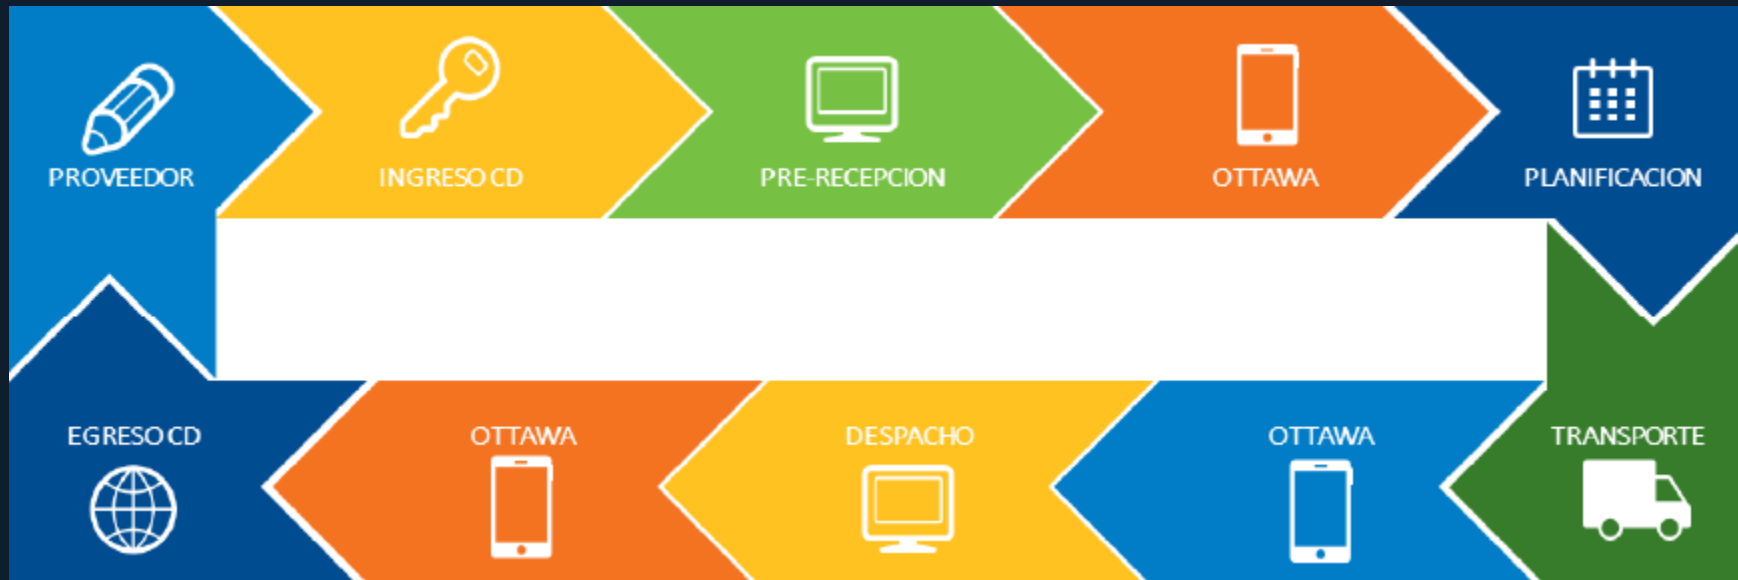 PROVEEDOR
INGRESO CD
PRE-RECEPCION
OTTAWA
PLANIFICACION
EGRESO CD
OTTAWA
DESPACHO
OTTAWA
TRANSPORTE